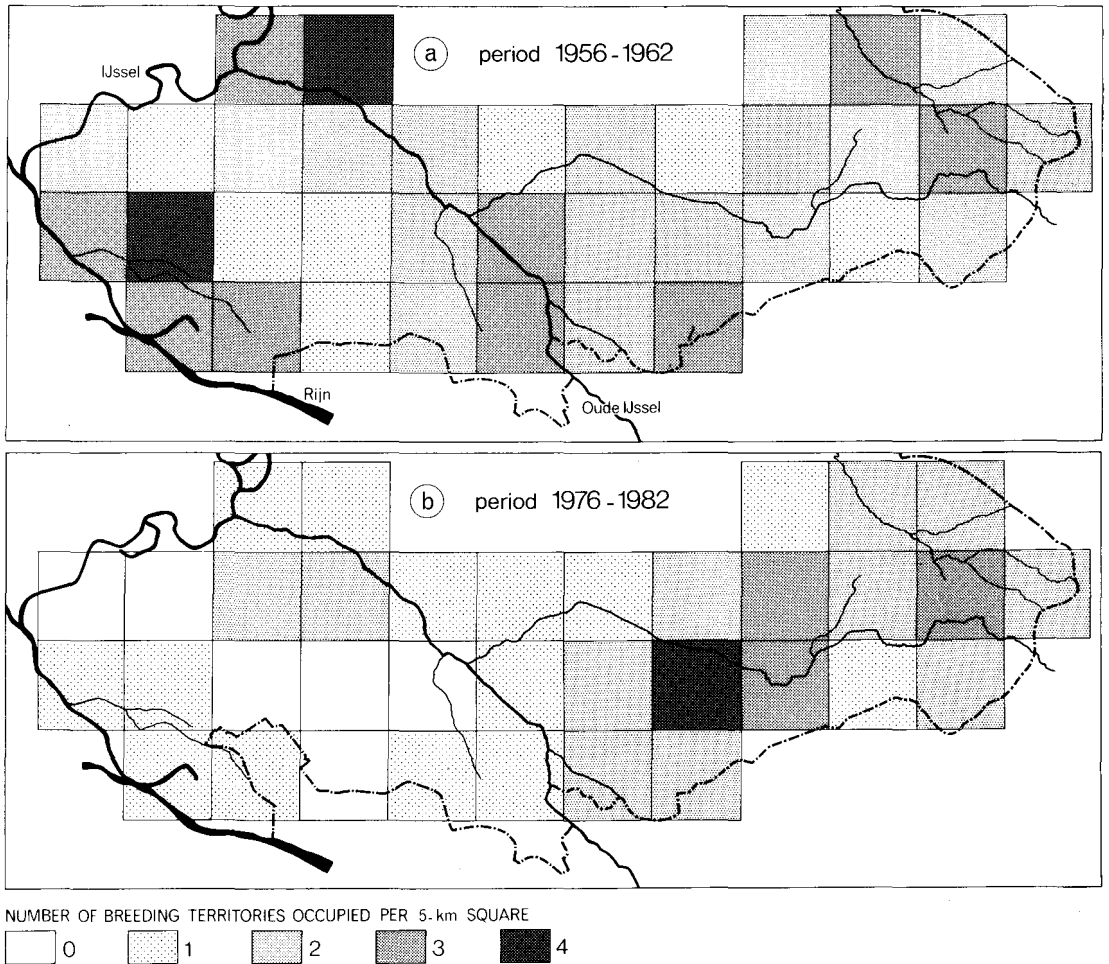 a period 1956-1962
IJssel
Rijn
Oude IJssel
b period 1976-1982
NUMBER OF BREEDING TERRITORIES OCCUPIED PER 5-km SQUARE
0 1 2 3 4